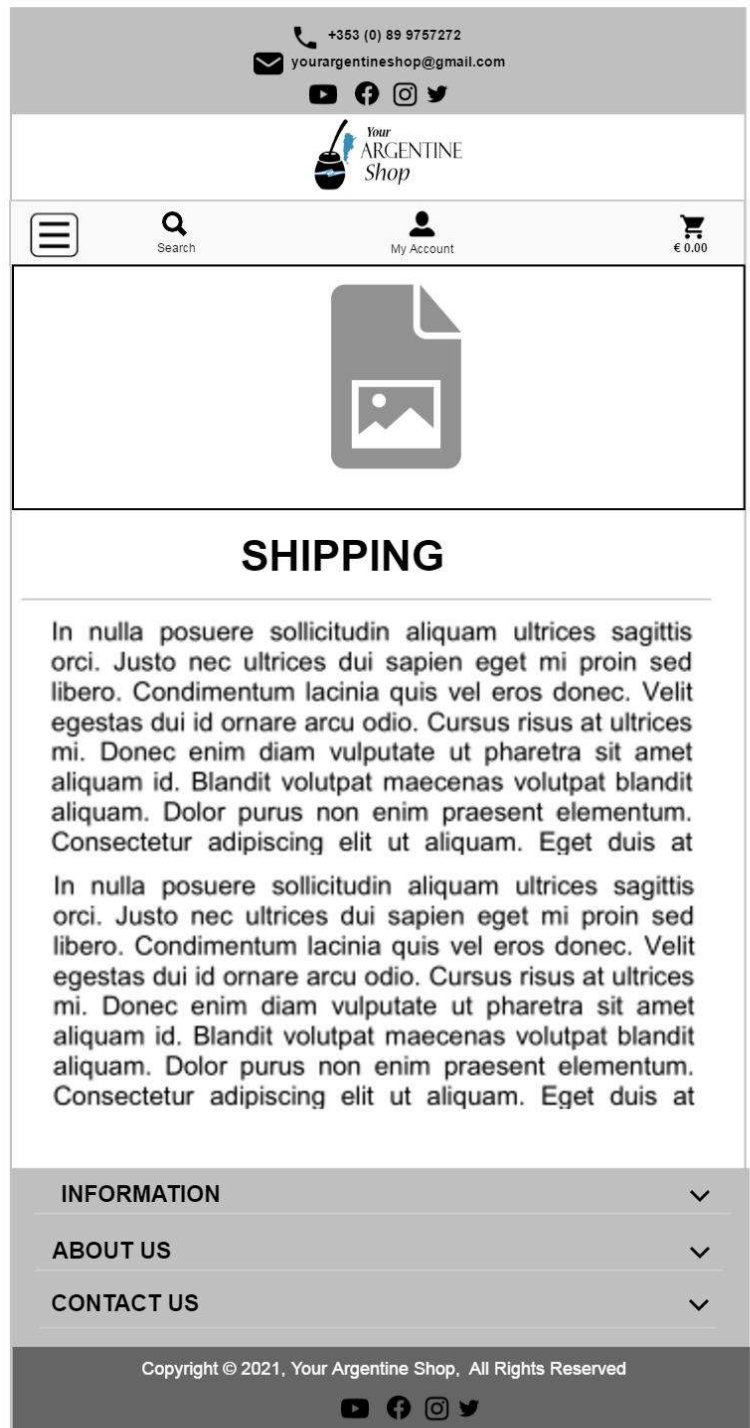 +353 (0) 89 9757272
yourargentineshop@gmail.com
Your
ARGENTINE
Shop
Search
My Account
€ 0.00
SHIPPING
In nulla posuere sollicitudin aliquam ultrices sagittis
orci. Justo nec ultrices dui sapien eget mi proin sed
libero. Condimentum lacinia quis vel eros donec. Velit
egestas dui id ornare arcu odio. Cursus risus at ultrices
mi. Donec enim diam vulputate ut pharetra sit amet
aliquam id. Blandit volutpat maecenas volutpat blandit
aliquam. Dolor purus non enim praesent elementum.
Consectetur adipiscing elit ut aliquam. Eget duis at
In nulla posuere sollicitudin aliquam ultrices sagittis
orci. Justo nec ultrices dui sapien eget mi proin sed
libero. Condimentum lacinia quis vel eros donec. Velit
egestas dui id ornare arcu odio. Cursus risus at ultrices
mi. Donec enim diam vulputate ut pharetra sit amet
aliquam id. Blandit volutpat maecenas volutpat blandit
aliquam. Dolor purus non enim praesent elementum.
Consectetur adipiscing elit ut aliquam. Eget duis at
INFORMATION
ABOUT US
CONTACT US
Copyright © 2021, Your Argentine Shop, All Rights Reserved